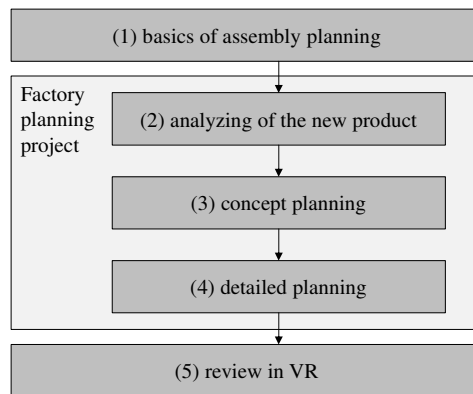 (1) basics of assembly planning
Factory
planning
project
(2) analyzing of the new product
(3) concept planning
(4) detailed planning
(5) review in VR